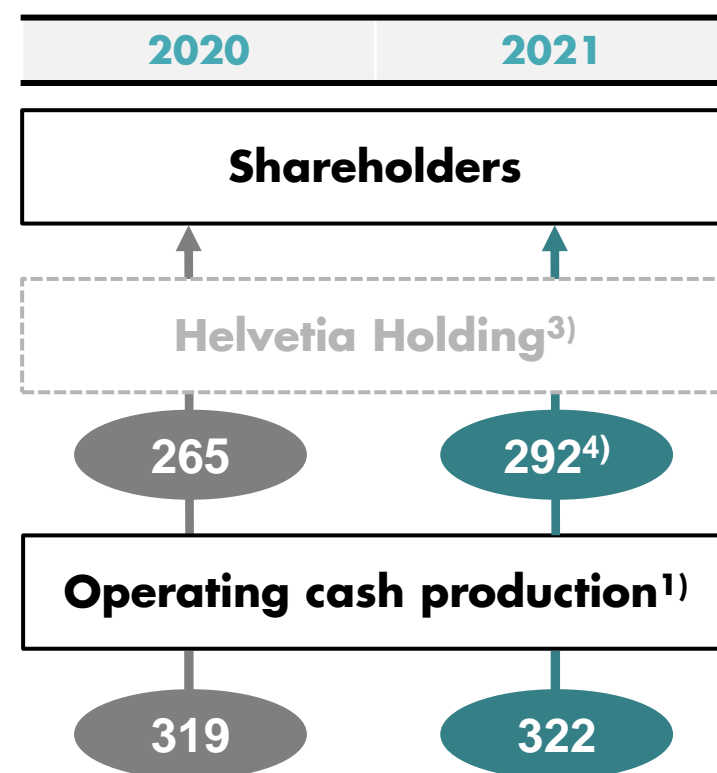 2020 2021
Shareholders
Helvetia Holding3)
265 2924)
Operating cash production1)
319 322